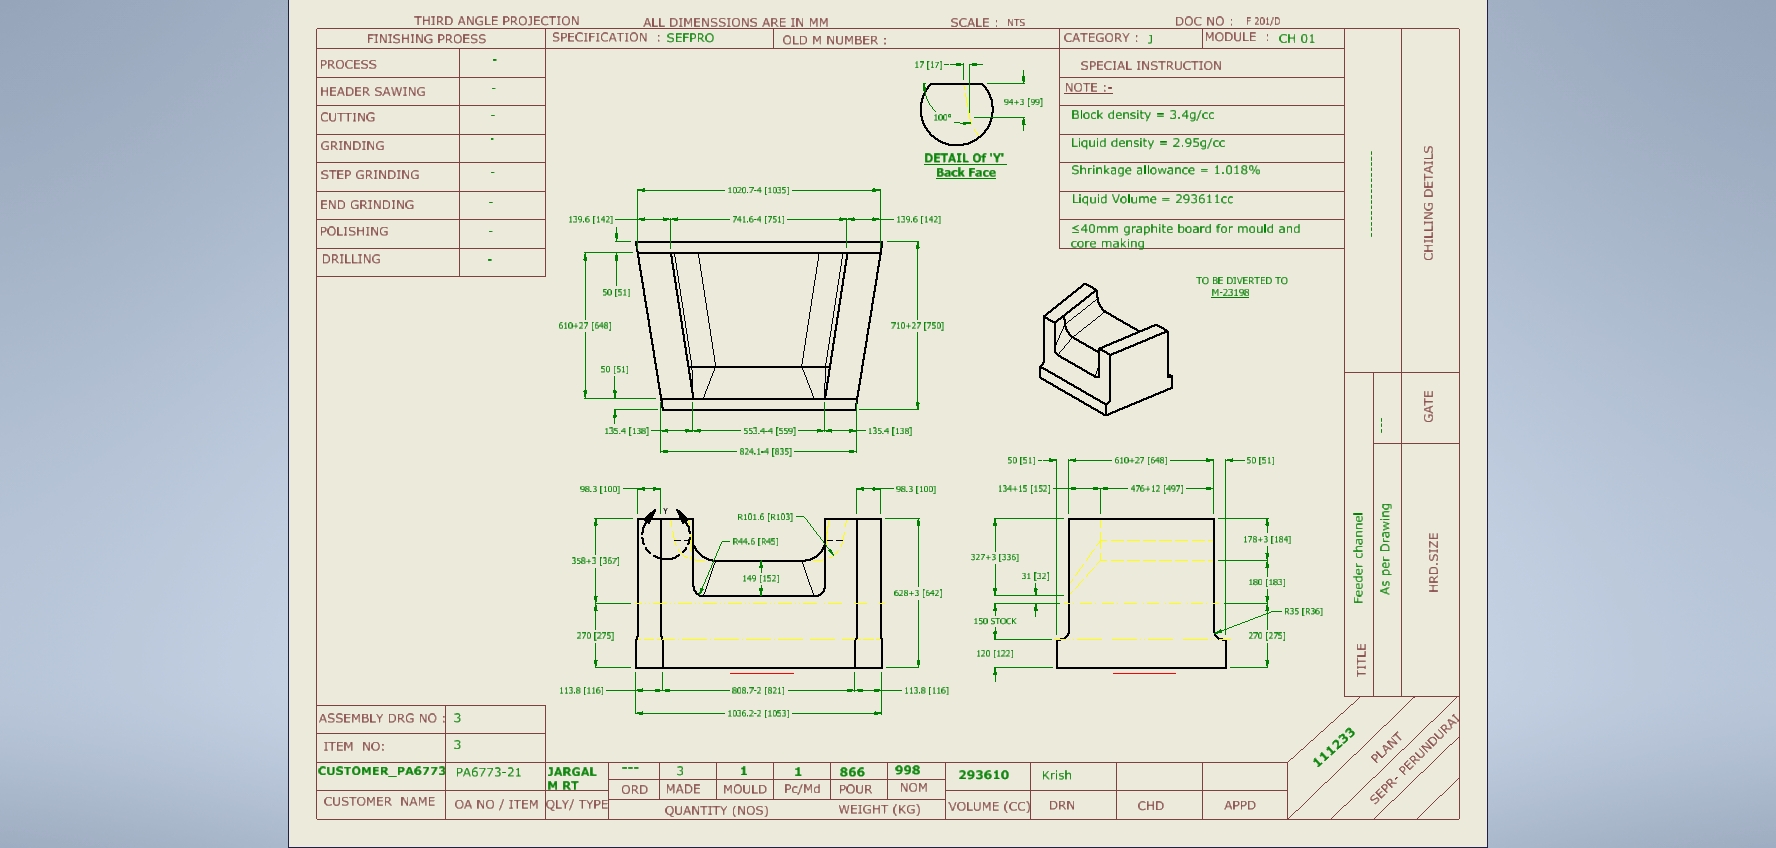 THIRD ANGLE PROJECTION
ALL DIMENSSIONS ARE IN MM
SCALE : NTS
DOC NO : F 201/D
FINISHING PROESS
SPECIFICATION : SEFPRO
OLD M NUMBER :
CATEGORY : J
MODULE : CH 01
PROCESS -
HEADER SAWING -
CUTTING -
GRINDING -
STEP GRINDING -
END GRINDING -
POLISHING -
DRILLING -
SPECIAL INSTRUCTION
NOTE :-
Block density = 3.4g/cc
Liquid density = 2.95g/cc
Shrinkage allowance = 1.018%
Liquid Volume = 293611cc
≤40mm graphite board for mould and
core making
17 [17]
94+3 [99]
100°
DETAIL Of 'Y'
Back Face
1020.7-4 [1035]
139.6 [142]
741.6-4 [751]
139.6 [142]
50 [51]
610+27 [648]
710+27 [750]
50 [51]
135.4 [138]
553.4-4 [559]
135.4 [138]
824.1-4 [835]
TO BE DIVERTED TO
M-23198
98.3 [100]
98.3 [100]
Y
R101.6 [R103]
R44.6 [R45]
358+3 [367]
149 [152]
628+3 [642]
270 [275]
113.8 [116]
808.7-2 [821]
113.8 [116]
1036.2-2 [1053]
50 [51]
610+27 [648]
50 [51]
134+15 [152]
476+12 [497]
327+3 [336]
178+3 [184]
31 [32]
180 [183]
R35 [R36]
150 STOCK
270 [275]
120 [122]
CHILLING DETAILS
GATE
---
HRD.SIZE
TITLE
Feeder channel
As per Drawing
ASSEMBLY DRG NO : 3
ITEM NO: 3
CUSTOMER_PA6773
PA6773-21
JARGAL
M RT
--- 3 1 1 866 998
293610
Krish
ORD MADE MOULD Pc/Md POUR NOM
CUSTOMER NAME
OA NO / ITEM
QLY/ TYPE
QUANTITY (NOS)
WEIGHT (KG)
VOLUME (CC)
DRN
CHD
APPD
111233
PLANT
SEPR- PERUNDURAI